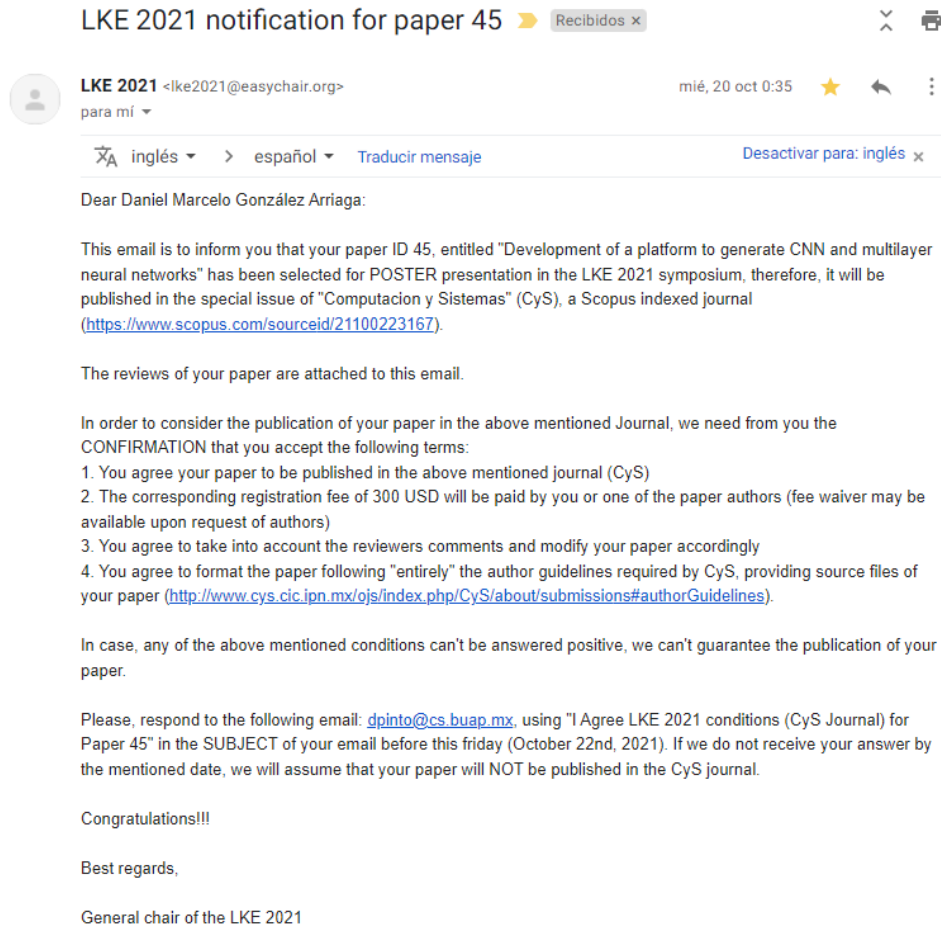 LKE 2021 notification for paper 45
Recibidos x
LKE 2021 <lke2021@easychair.org>
mié, 20 oct 0:35
para mí
inglés > español Traducir mensaje
Desactivar para: inglés x
Dear Daniel Marcelo González Arriaga:
This email is to inform you that your paper ID 45, entitled "Development of a platform to generate CNN and multilayer
neural networks" has been selected for POSTER presentation in the LKE 2021 symposium, therefore, it will be
published in the special issue of "Computacion y Sistemas" (CyS), a Scopus indexed journal
(https://www.scopus.com/sourceid/21100223167).
The reviews of your paper are attached to this email.
In order to consider the publication of your paper in the above mentioned Journal, we need from you the
CONFIRMATION that you accept the following terms:
1. You agree your paper to be published in the above mentioned journal (CyS)
2. The corresponding registration fee of 300 USD will be paid by you or one of the paper authors (fee waiver may be
available upon request of authors)
3. You agree to take into account the reviewers comments and modify your paper accordingly
4. You agree to format the paper following "entirely" the author guidelines required by CyS, providing source files of
your paper (http://www.cys.cic.ipn.mx/ojs/index.php/CyS/about/submissions#authorGuidelines).
In case, any of the above mentioned conditions can't be answered positive, we can't guarantee the publication of your
paper.
Please, respond to the following email: dpinto@cs.buap.mx, using "I Agree LKE 2021 conditions (CyS Journal) for
Paper 45" in the SUBJECT of your email before this friday (October 22nd, 2021). If we do not receive your answer by
the mentioned date, we will assume that your paper will NOT be published in the CyS journal.
Congratulations!!!
Best regards,
General chair of the LKE 2021